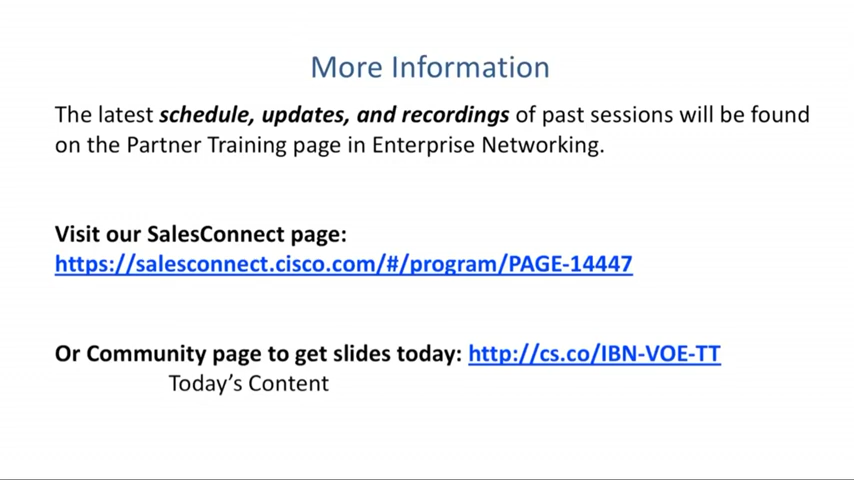 More Information
The latest schedule, updates, and recordings of past sessions will be found
on the Partner Training page in Enterprise Networking.
Visit our SalesConnect page:
https://salesconnect.cisco.com/#/program/PAGE-14447
Or Community page to get slides today: http://cs.co/IBN-VOE-TT
Today’s Content